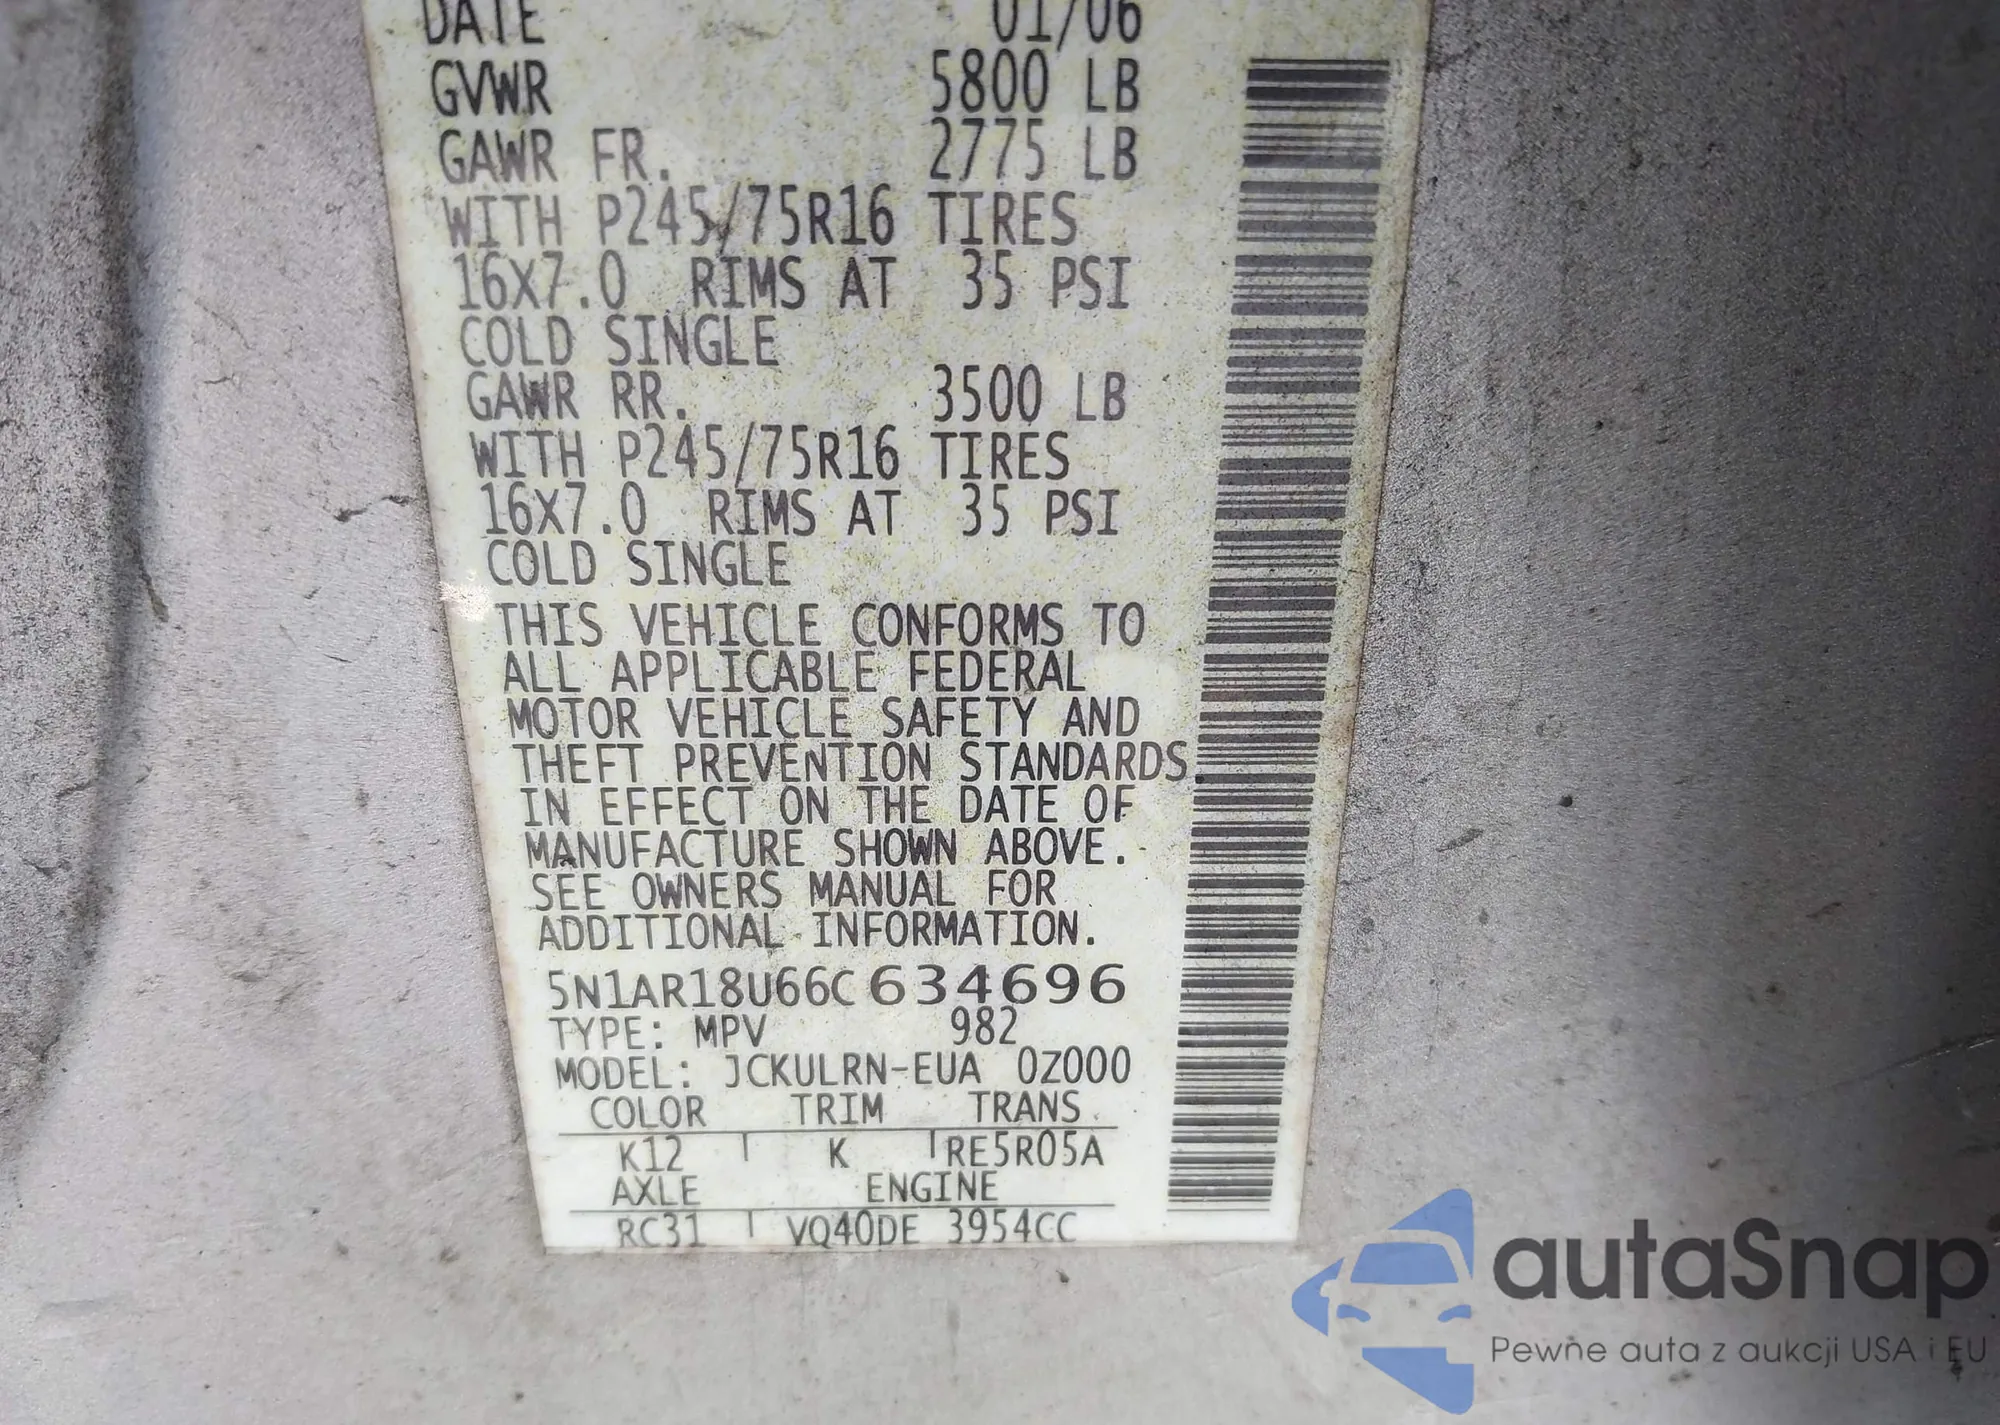 DATE 01/06
GVWR 5800 LB
GAWR FR. 2775 LB
WITH P245/75R16 TIRES
16X7.0 RIMS AT 35 PSI
COLD SINGLE
GAWR RR. 3500 LB
WITH P245/75R16 TIRES
16X7.0 RIMS AT 35 PSI
COLD SINGLE
THIS VEHICLE CONFORMS TO
ALL APPLICABLE FEDERAL
MOTOR VEHICLE SAFETY AND
THEFT PREVENTION STANDARDS
IN EFFECT ON THE DATE OF
MANUFACTURE SHOWN ABOVE.
SEE OWNERS MANUAL FOR
ADDITIONAL INFORMATION.
5N1AR18U66C634696
TYPE: MPV 982
MODEL: JCKULRN-EUA 0Z000
COLOR TRIM TRANS
K12 K RE5R05A
AXLE ENGINE
RC31 VQ40DE 3954CC
autaSnap
Pewne auta z aukcji USA i EU